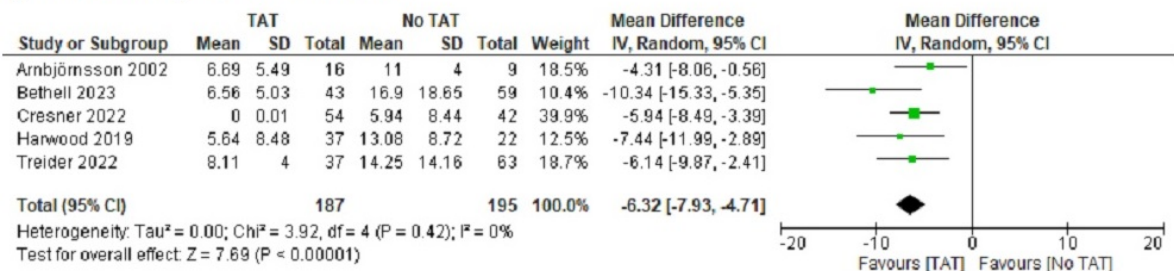 TAT No TAT Mean Difference Mean Difference
Study or Subgroup Mean SD Total Mean SD Total Weight IV, Random, 95% CI IV, Random, 95% CI
Arnbjörnsson 2002 6.69 5.49 16 11 4 9 18.5% -4.31 [-8.06, -0.56]
Bethell 2023 6.56 5.03 43 16.9 18.65 59 10.4% -10.34 [-15.33, -5.35]
Cresner 2022 0 0.01 54 5.94 8.44 42 39.9% -5.94 [-8.49, -3.39]
Harwood 2019 5.64 8.48 37 13.08 8.72 22 12.5% -7.44 [-11.99, -2.89]
Treider 2022 8.11 4 37 14.25 14.16 63 18.7% -6.14 [-9.87, -2.41]
Total (95% CI) 187 195 100.0% -6.32 [-7.93, -4.71]
Heterogeneity: Tau² = 0.00; Chi² = 3.92, df = 4 (P = 0.42); I² = 0%
Test for overall effect: Z = 7.69 (P < 0.00001)
-20 -10 0 10 20
Favours [TAT] Favours [No TAT]